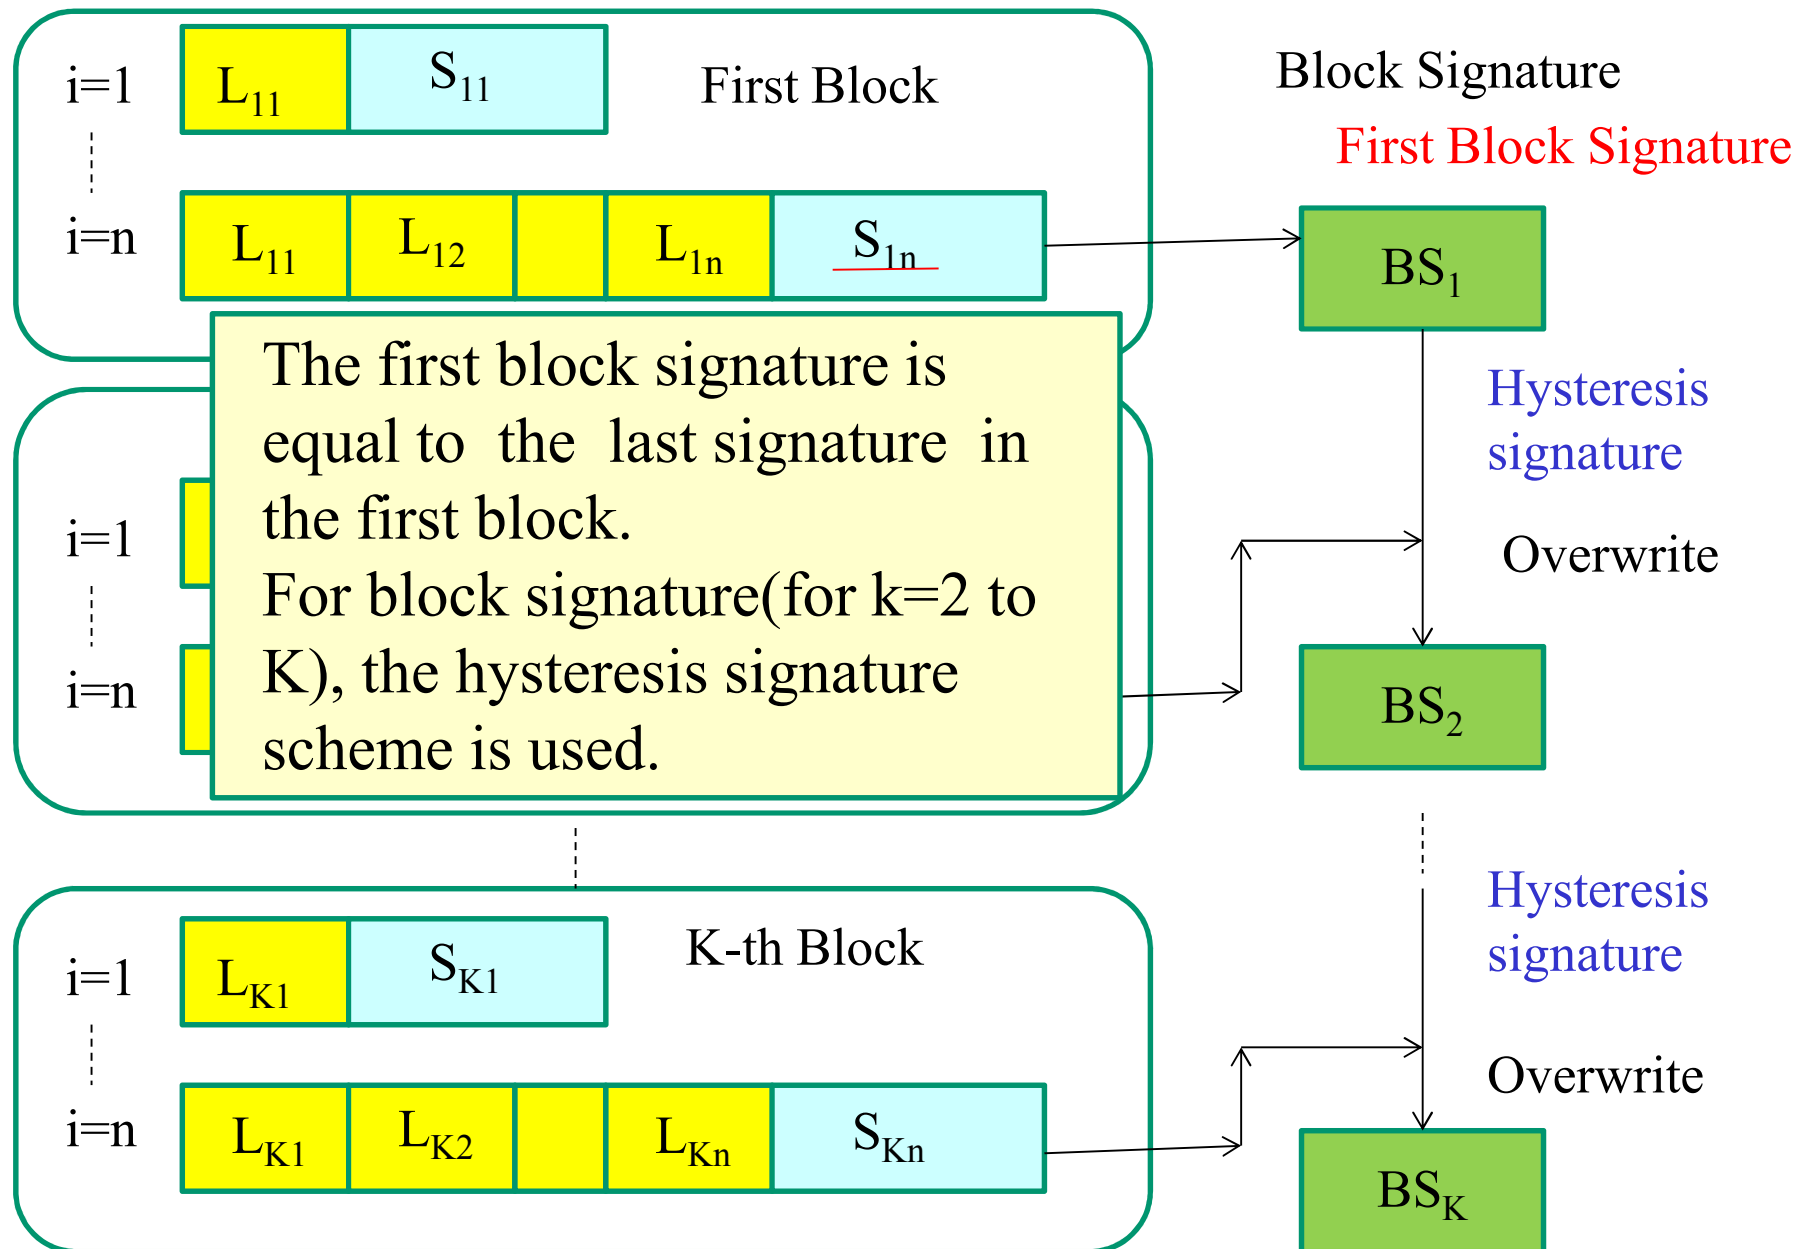 i=1 L11 S11 First Block
Block Signature
First Block Signature
i=n L11 L12 L1n S1n
BS1
The first block signature is
equal to the last signature in
the first block.
For block signature(for k=2 to
K), the hysteresis signature
scheme is used.
i=1
i=n
Hysteresis
signature
Overwrite
BS2
i=1 LK1 SK1 K-th Block
i=n LK1 LK2 LKn SKn
Hysteresis
signature
Overwrite
BSK